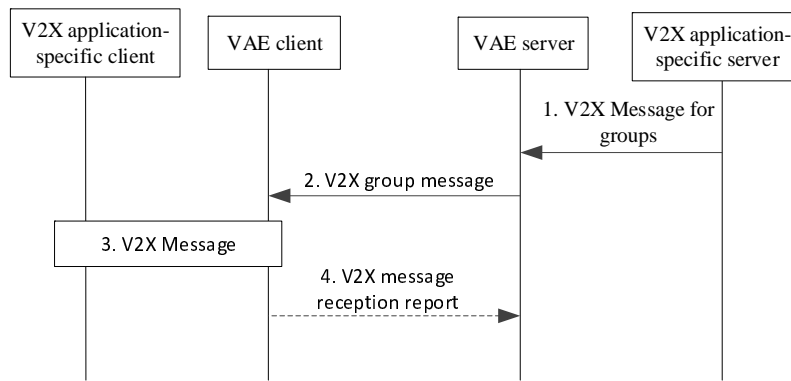 V2X application-
specific client
VAE client
VAE server
V2X application-
specific server
1. V2X Message for
groups
2. V2X group message
3. V2X Message
4. V2X message
reception report